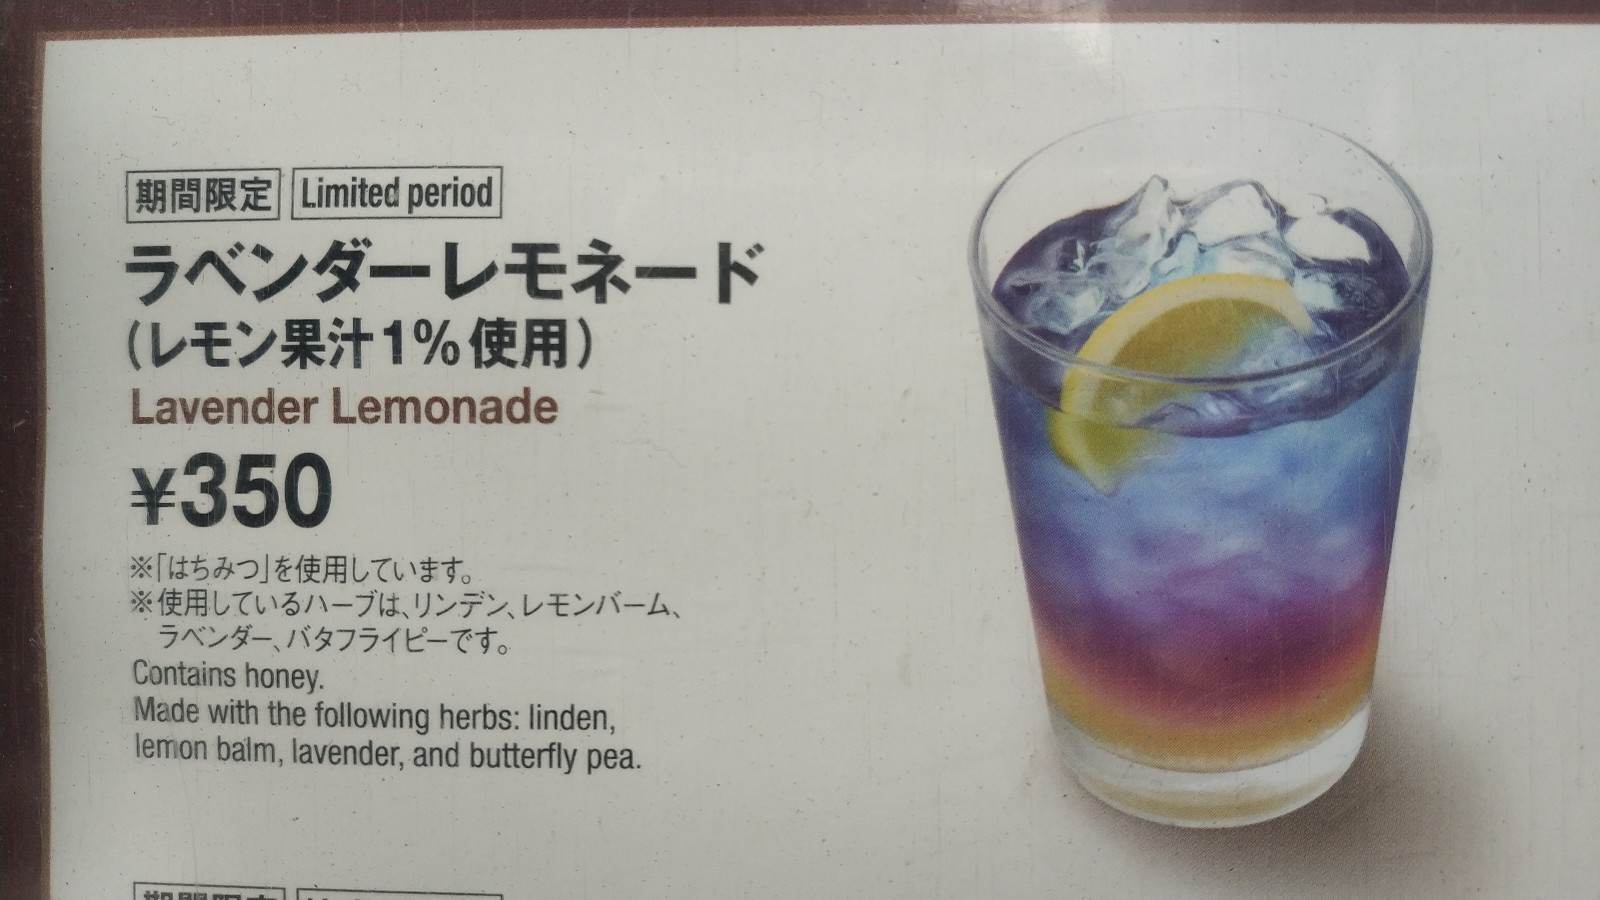 期間限定 Limited period
ラベンダーレモネード
(レモン果汁1%使用)
Lavender Lemonade
¥350
※「はちみつ」を使用しています。
※使用しているハーブは、リンデン、レモンバーム、
ラベンダー、バタフライピーです。
Contains honey.
Made with the following herbs: linden,
lemon balm, lavender, and butterfly pea.
期間限定